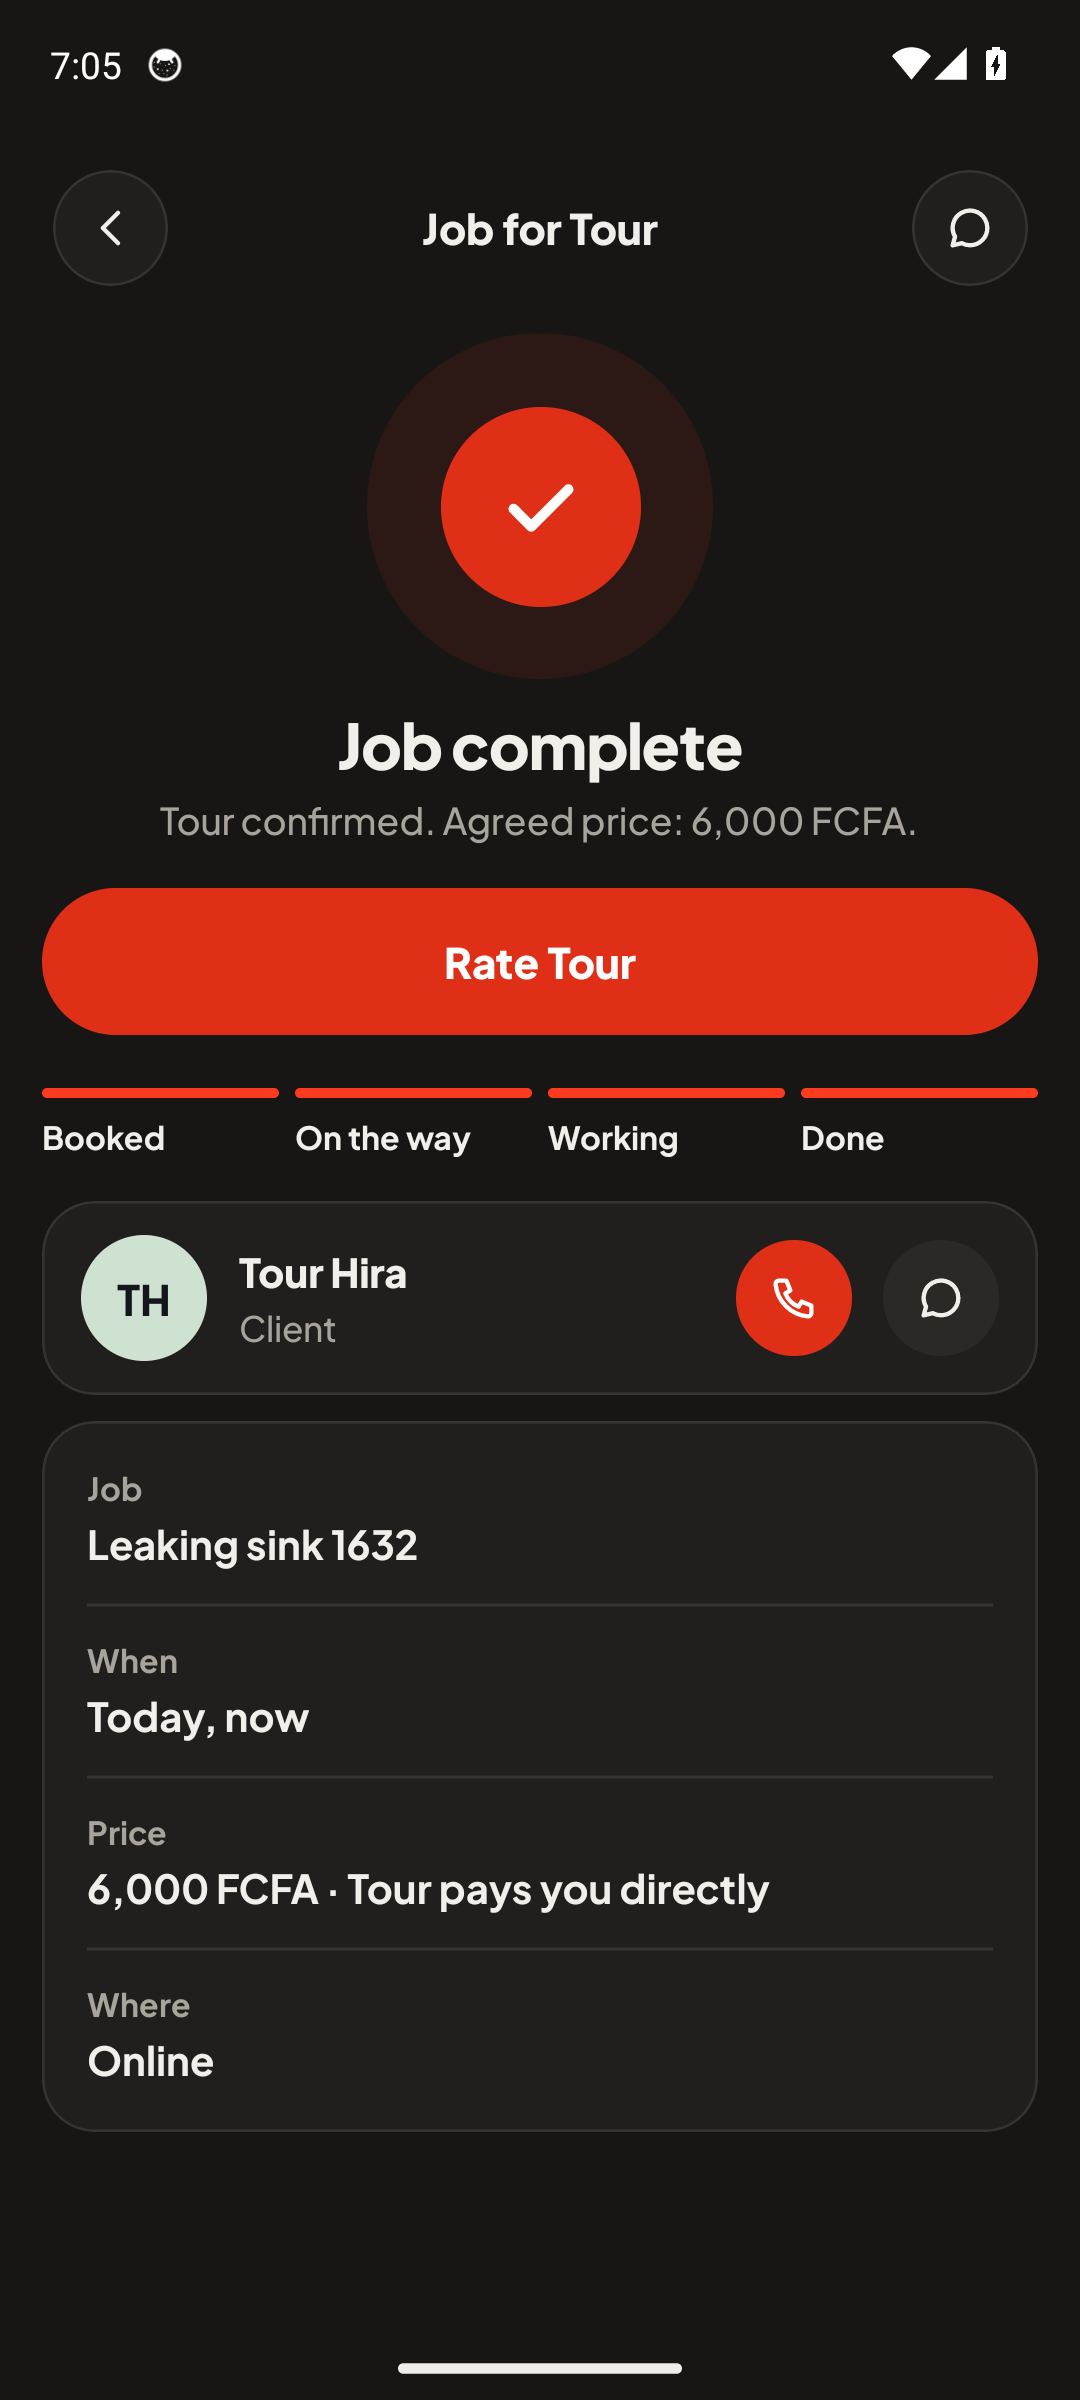 7:05
Job for Tour
Job complete
Tour confirmed. Agreed price: 6,000 FCFA.
Rate Tour
Booked
On the way
Working
Done
TH
Tour Hira
Client
Job
Leaking sink 1632
When
Today, now
Price
6,000 FCFA · Tour pays you directly
Where
Online